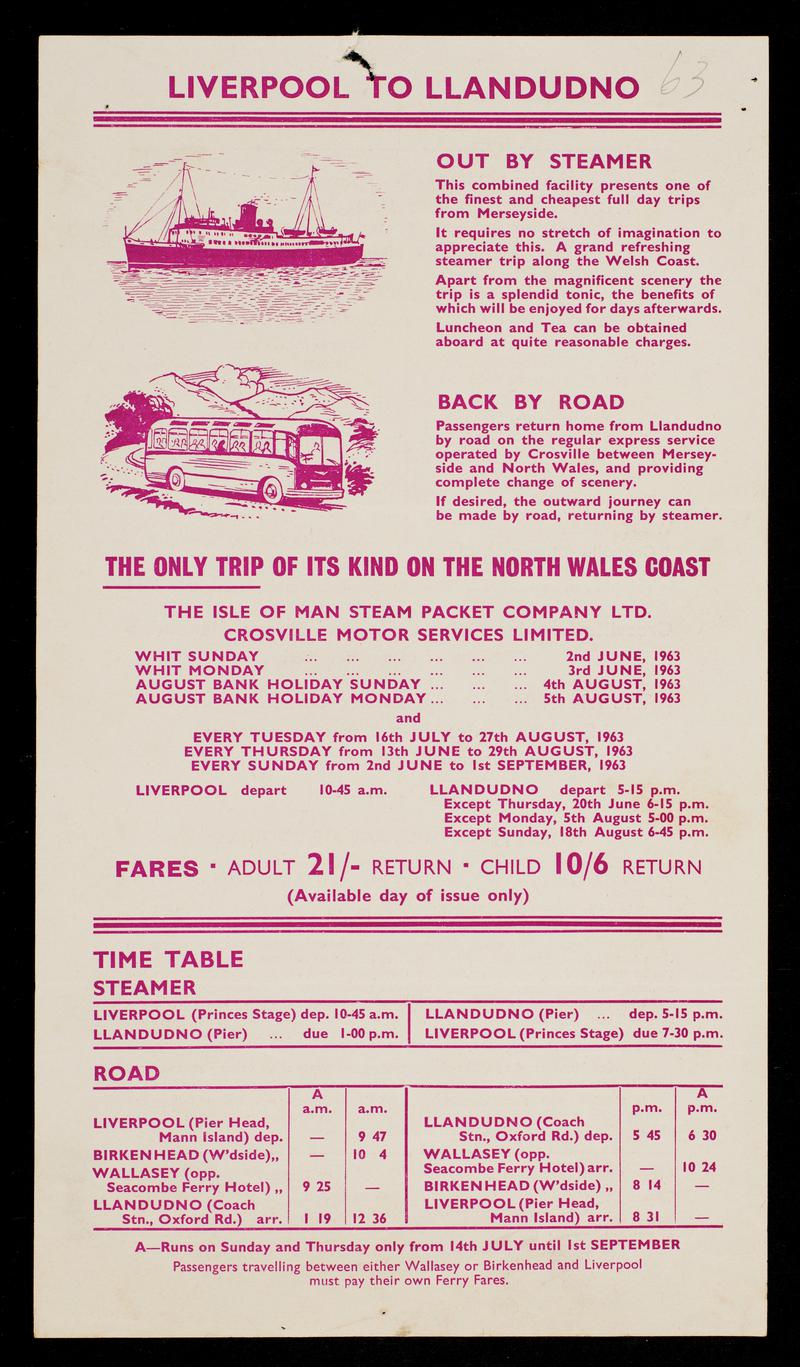 LIVERPOOL TO LLANDUDNO
63
OUT BY STEAMER
This combined facility presents one of
the finest and cheapest full day trips
from Merseyside.
It requires no stretch of imagination to
appreciate this. A grand refreshing
steamer trip along the Welsh Coast.
Apart from the magnificent scenery the
trip is a splendid tonic, the benefits of
which will be enjoyed for days afterwards.
Luncheon and Tea can be obtained
aboard at quite reasonable charges.
BACK BY ROAD
Passengers return home from Llandudno
by road on the regular express service
operated by Crosville between Mersey-
side and North Wales, and providing
complete change of scenery.
If desired, the outward journey can
be made by road, returning by steamer.
THE ONLY TRIP OF ITS KIND ON THE NORTH WALES COAST
THE ISLE OF MAN STEAM PACKET COMPANY LTD.
CROSVILLE MOTOR SERVICES LIMITED.
WHIT SUNDAY ... ... ... ... ... ... 2nd JUNE, 1963
WHIT MONDAY ... ... ... ... ... ... 3rd JUNE, 1963
AUGUST BANK HOLIDAY SUNDAY ... ... ... 4th AUGUST, 1963
AUGUST BANK HOLIDAY MONDAY ... ... ... 5th AUGUST, 1963
and
EVERY TUESDAY from 16th JULY to 27th AUGUST, 1963
EVERY THURSDAY from 13th JUNE to 29th AUGUST, 1963
EVERY SUNDAY from 2nd JUNE to 1st SEPTEMBER, 1963
LIVERPOOL depart 10-45 a.m. LLANDUDNO depart 5-15 p.m.
Except Thursday, 20th June 6-15 p.m.
Except Monday, 5th August 5-00 p.m.
Except Sunday, 18th August 6-45 p.m.
FARES · ADULT 21/- RETURN · CHILD 10/6 RETURN
(Available day of issue only)
TIME TABLE
STEAMER
LIVERPOOL (Princes Stage) dep. 10-45 a.m. LLANDUDNO (Pier) ... dep. 5-15 p.m.
LLANDUDNO (Pier) ... due 1-00 p.m. LIVERPOOL (Princes Stage) due 7-30 p.m.
ROAD
A
a.m. a.m.
LIVERPOOL (Pier Head,
Mann Island) dep. — 9 47
BIRKENHEAD (W'dside) „ — 10 4
WALLASEY (opp.
Seacombe Ferry Hotel) „ 9 25 —
LLANDUDNO (Coach
Stn., Oxford Rd.) arr. 1 19 12 36
A
p.m. p.m.
LLANDUDNO (Coach
Stn., Oxford Rd.) dep. 5 45 6 30
WALLASEY (opp.
Seacombe Ferry Hotel) arr. — 10 24
BIRKENHEAD (W'dside) „ 8 14 —
LIVERPOOL (Pier Head,
Mann Island) arr. 8 31 —
A—Runs on Sunday and Thursday only from 14th JULY until 1st SEPTEMBER
Passengers travelling between either Wallasey or Birkenhead and Liverpool
must pay their own Ferry Fares.